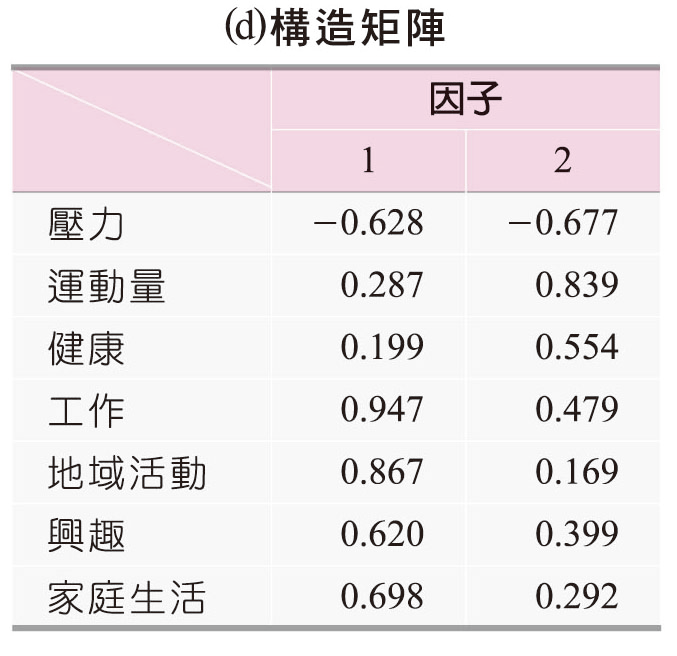 (d)構造矩陣
因子
1 2
壓力 −0.628 −0.677
運動量 0.287 0.839
健康 0.199 0.554
工作 0.947 0.479
地域活動 0.867 0.169
興趣 0.620 0.399
家庭生活 0.698 0.292